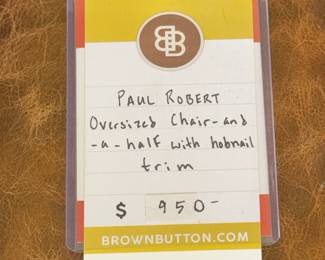 BB
PAUL ROBERT
Oversized Chair-and
-a-half with hobnail
trim
$ 950-
BROWNBUTTON.COM